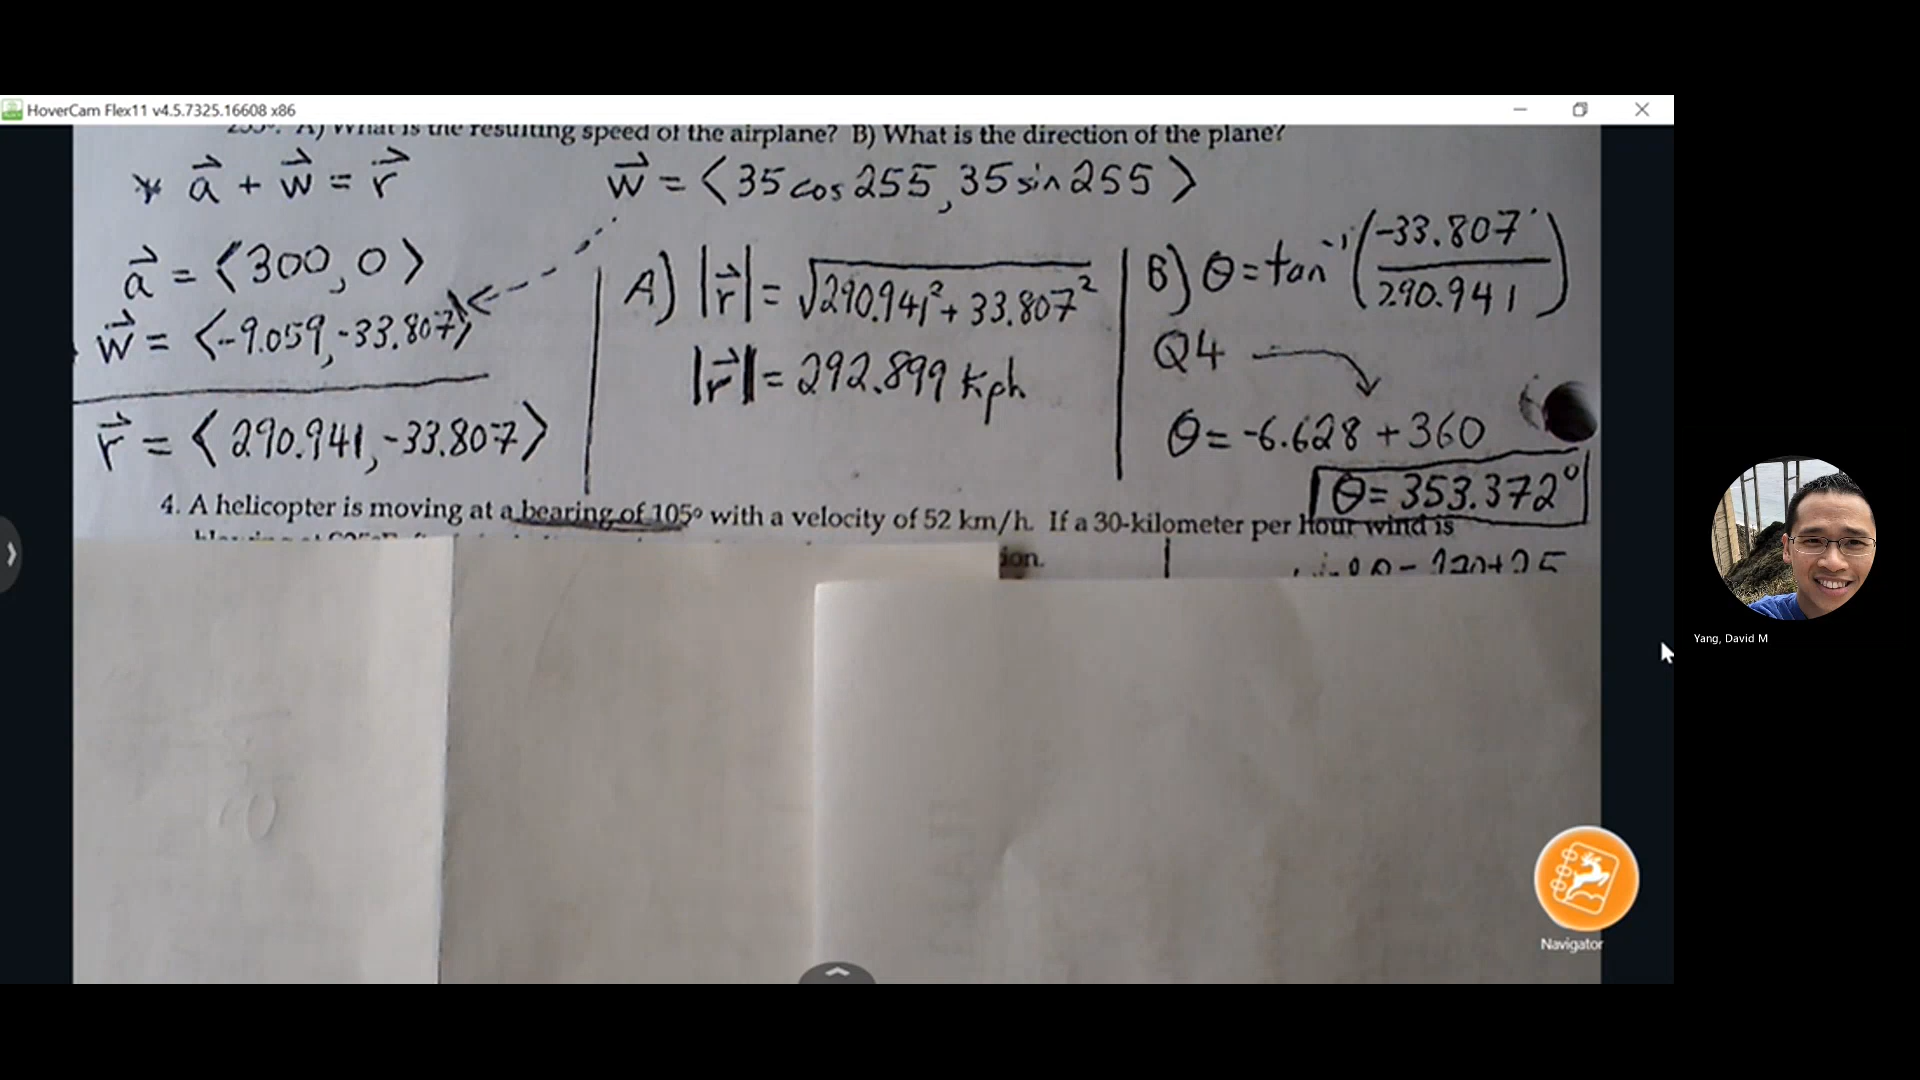 HoverCam Flex11 v4.5.7325.16608 x86
A) What is the resulting speed of the airplane? B) What is the direction of the plane?
* a⃗ + w⃗ = r⃗
w⃗ = ⟨35 cos 255, 35 sin 255⟩
a⃗ = ⟨300, 0⟩
w⃗ = ⟨-9.059, -33.807⟩
r⃗ = ⟨290.941, -33.807⟩
A) |r⃗| = √290.941² + 33.807²
|r⃗| = 292.899 Kph
B) θ = tan⁻¹(-33.807/290.941)
Q4
θ = -6.628 + 360
θ = 353.372°
4. A helicopter is moving at a bearing of 105° with a velocity of 52 km/h. If a 30-kilometer per hour wind is
ion.
Yang, David M
Navigator